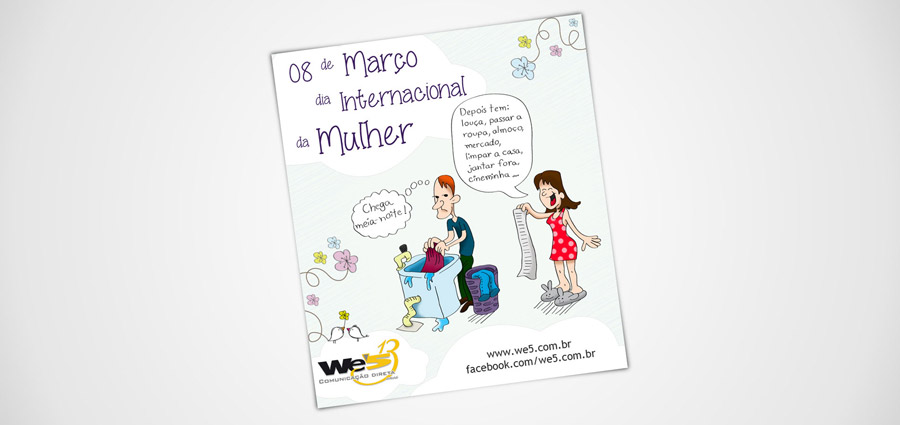 08 de Março
dia Internacional
da Mulher
Depois tem:
louça, passar a
roupa, almoço,
mercado,
limpar a casa,
jantar fora,
cineminha ...
Chega
meia-noite!
We5
13
COMUNICAÇÃO DIRETA
www.we5.com.br
facebook.com/we5.com.br